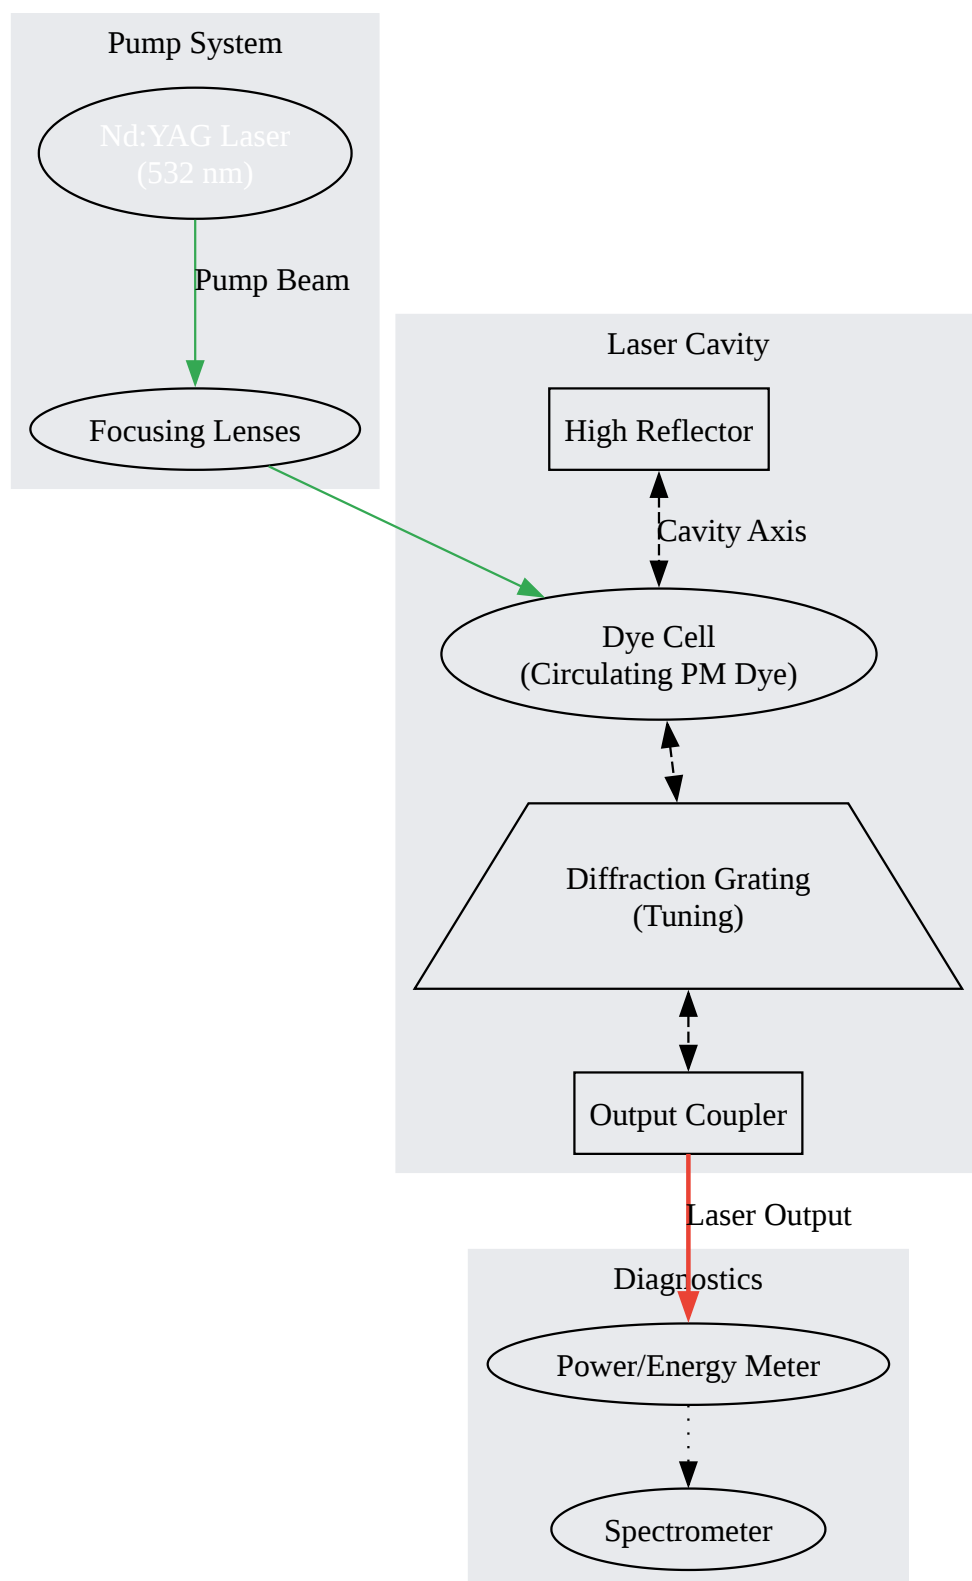 Pump System
Nd:YAG Laser
(532 nm)
Pump Beam
Focusing Lenses
Laser Cavity
High Reflector
Cavity Axis
Dye Cell
(Circulating PM Dye)
Diffraction Grating
(Tuning)
Output Coupler
Laser Output
Diagnostics
Power/Energy Meter
Spectrometer